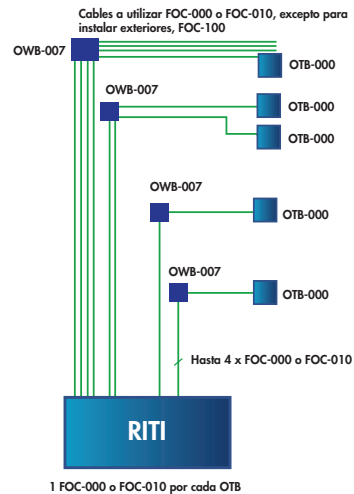 Cables a utilizar FOC-000 o FOC-010, excepto para
instalar exteriores, FOC-100
OWB-007
OTB-000
OWB-007
OTB-000
OTB-000
OWB-007
OTB-000
OWB-007
OTB-000
Hasta 4 x FOC-000 o FOC-010
RITI
1 FOC-000 o FOC-010 por cada OTB